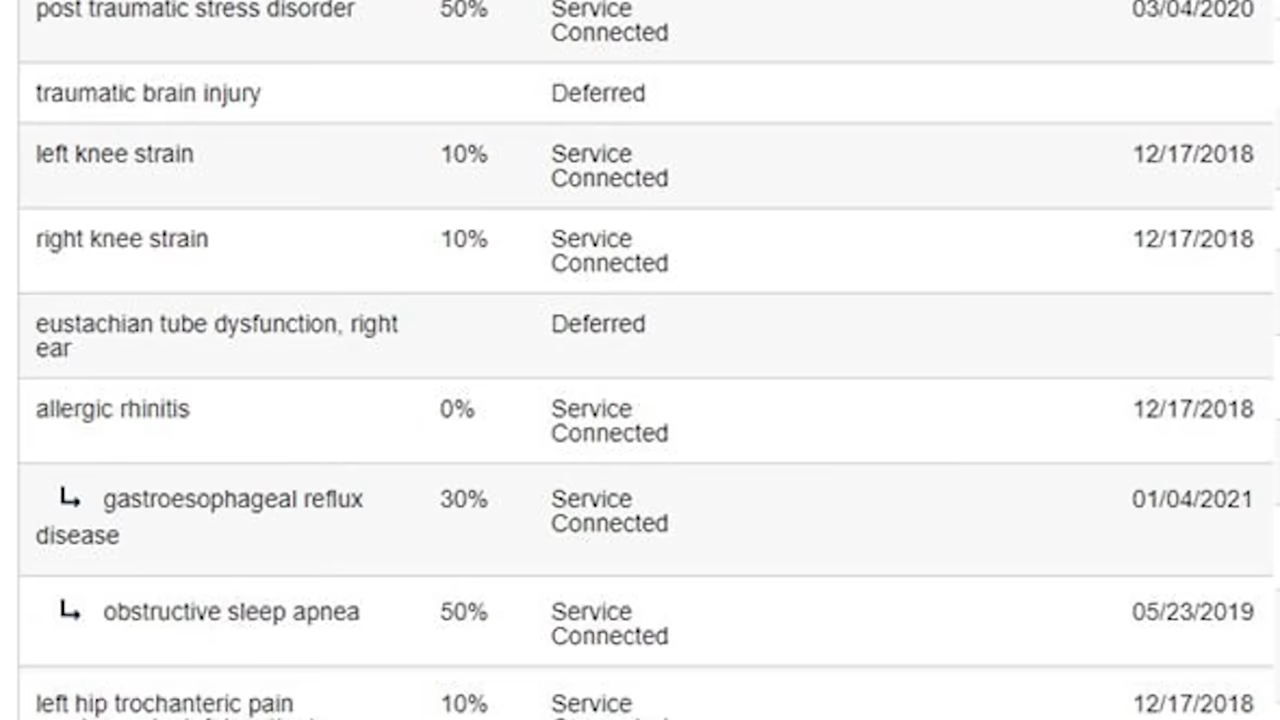 post traumatic stress disorder 50% Service 03/04/2020
Connected
traumatic brain injury Deferred
left knee strain 10% Service 12/17/2018
Connected
right knee strain 10% Service 12/17/2018
Connected
eustachian tube dysfunction, right Deferred
ear
allergic rhinitis 0% Service 12/17/2018
Connected
↳ gastroesophageal reflux 30% Service 01/04/2021
Connected
disease
↳ obstructive sleep apnea 50% Service 05/23/2019
Connected
left hip trochanteric pain 10% Service 12/17/2018